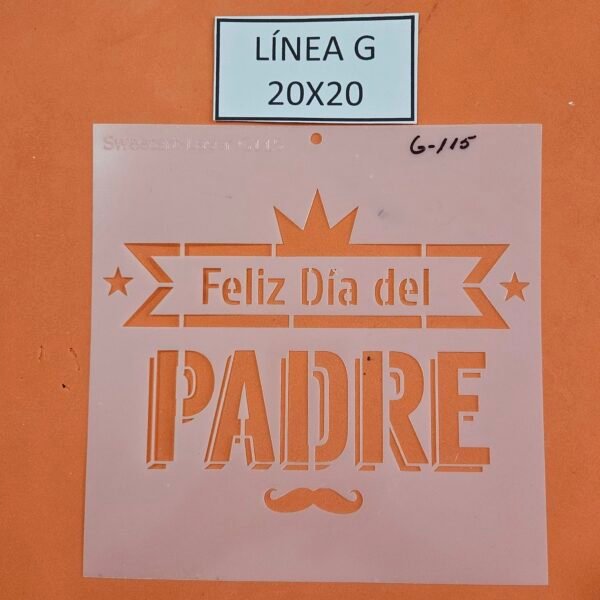 LÍNEA G
20X20
G-115
Feliz Día del
PADRE